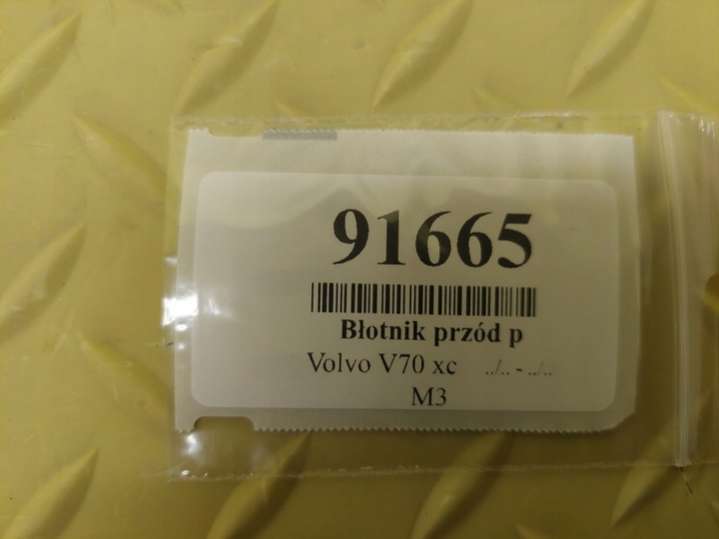 91665
Błotnik przód p
Volvo V70 xc ../.. - ../..
M3